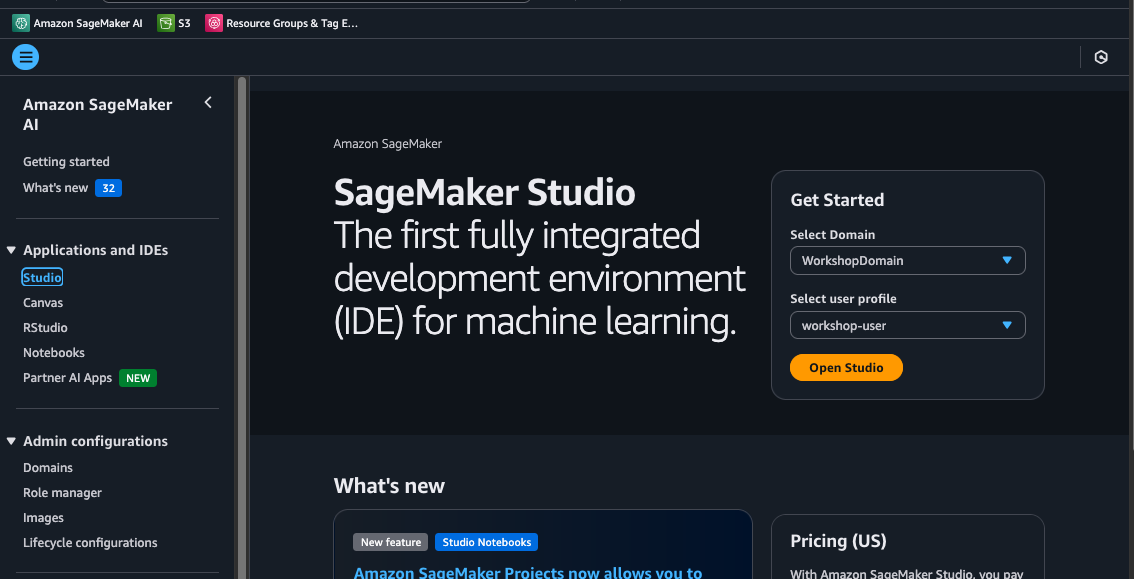 Amazon SageMaker AI S3 Resource Groups & Tag E...
Amazon SageMaker
AI
Getting started
What's new 32
Applications and IDEs
Studio
Canvas
RStudio
Notebooks
Partner AI Apps NEW
Admin configurations
Domains
Role manager
Images
Lifecycle configurations
Amazon SageMaker
SageMaker Studio
The first fully integrated
development environment
(IDE) for machine learning.
Get Started
Select Domain
WorkshopDomain
Select user profile
workshop-user
Open Studio
What's new
New feature Studio Notebooks
Amazon SageMaker Projects now allows you to
Pricing (US)
With Amazon SageMaker Studio, you pay